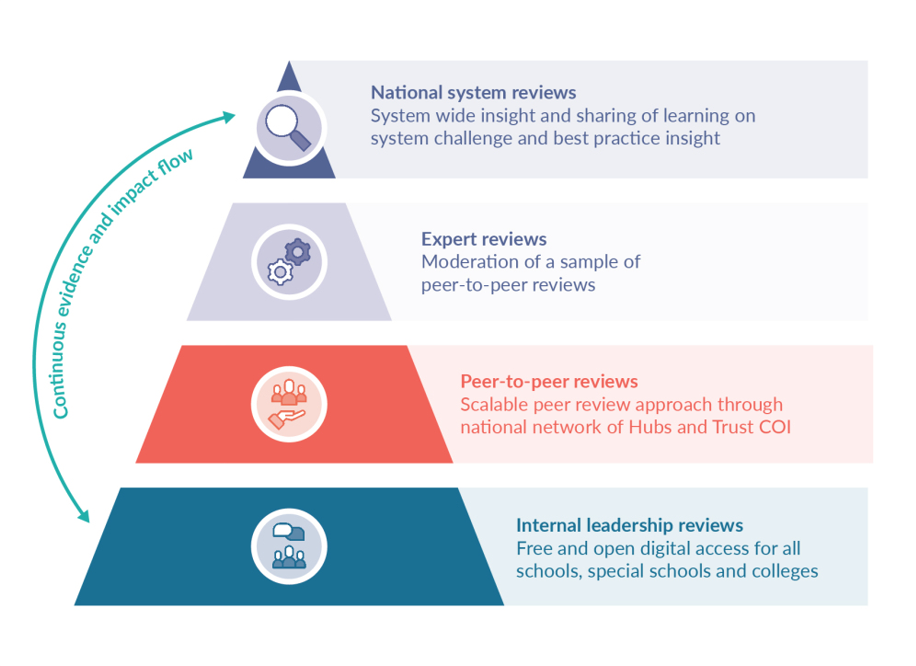 National system reviews
System wide insight and sharing of learning on
system challenge and best practice insight
Continuous evidence and impact flow
Expert reviews
Moderation of a sample of
peer-to-peer reviews
Peer-to-peer reviews
Scalable peer review approach through
national network of Hubs and Trust COI
Internal leadership reviews
Free and open digital access for all
schools, special schools and colleges